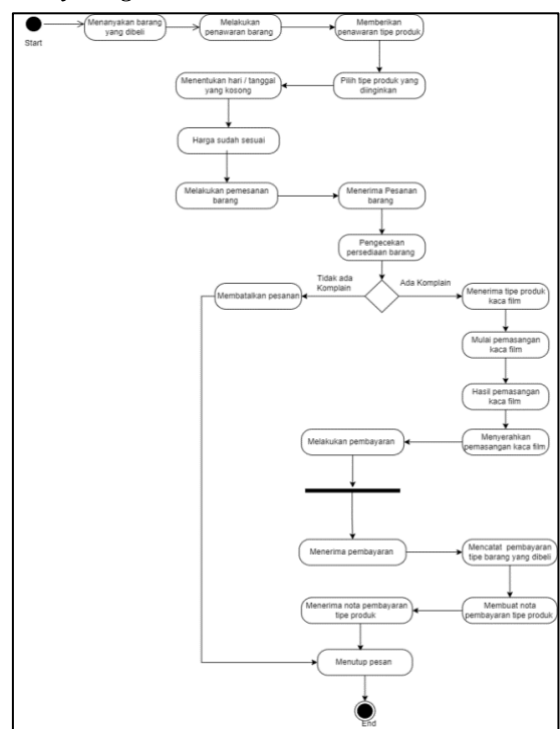 Menanyakan barang
yang dibeli
Melakukan
penawaran barang
Memberikan
penawaran tipe produk
Start
Menentukan hari / tanggal
yang kosong
Pilih tipe produk yang
diinginkan
Harga sudah sesuai
Melakukan pemesanan
barang
Menerima Pesanan
barang
Pengecekan
persediaan barang
Tidak ada
Komplain
Ada Komplain
Membatalkan pesanan
Menerima tipe produk
kaca film
Mulai pemasangan
kaca film
Hasil pemasangan
kaca film
Melakukan pembayaran
Menyerahkan
pemasangan kaca film
Menerima pembayaran
Mencatat pembayaran
tipe barang yang dibeli
Menerima nota pembayaran
tipe produk
Membuat nota
pembayaran tipe produk
Menutup pesan
End